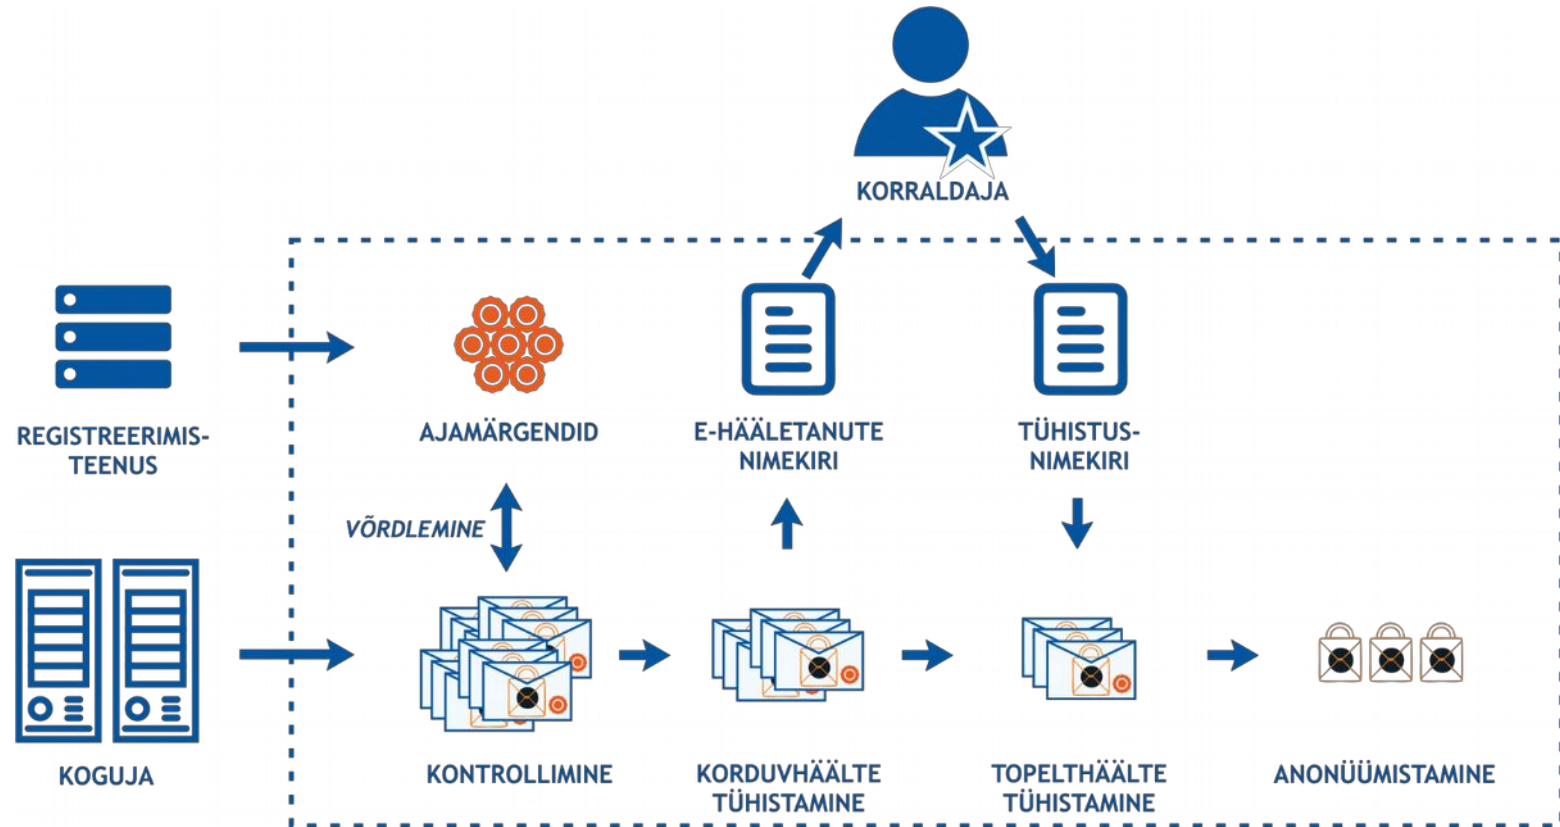 KORRALDAJA
REGISTREERIMIS-
TEENUS
AJAMÄRGENDID
E-HÄÄLETANUTE
NIMEKIRI
TÜHISTUS-
NIMEKIRI
VÕRDLEMINE
KOGUJA
KONTROLLIMINE
KORDUVHÄÄLTE
TÜHISTAMINE
TOPELTHÄÄLTE
TÜHISTAMINE
ANONÜÜMISTAMINE